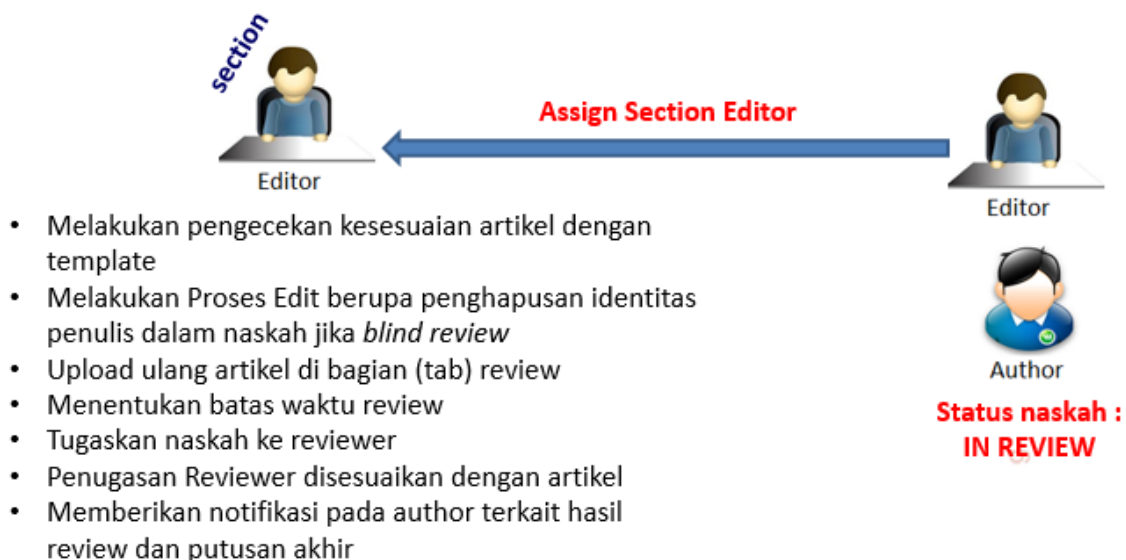 section
Editor
Assign Section Editor
Editor
• Melakukan pengecekan kesesuaian artikel dengan
template
• Melakukan Proses Edit berupa penghapusan identitas
penulis dalam naskah jika blind review
• Upload ulang artikel di bagian (tab) review
• Menentukan batas waktu review
• Tugaskan naskah ke reviewer
• Penugasan Reviewer disesuaikan dengan artikel
• Memberikan notifikasi pada author terkait hasil
review dan putusan akhir
Author
Status naskah :
IN REVIEW